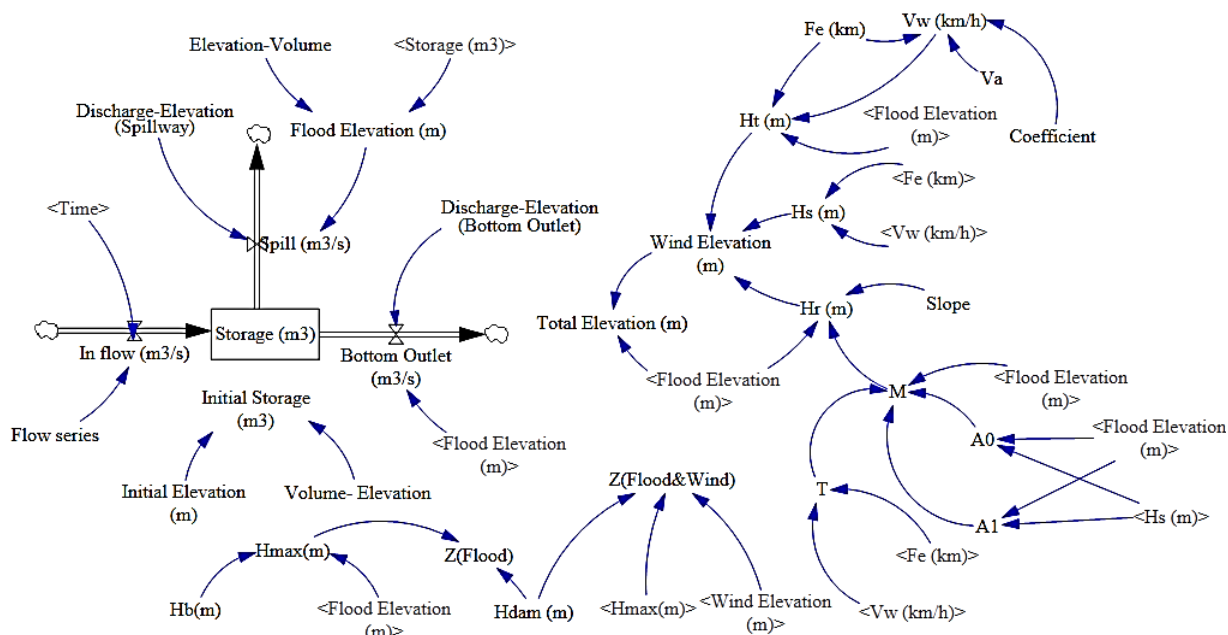 Elevation-Volume
<Storage (m3)>
Discharge-Elevation
(Spillway)
Flood Elevation (m)
<Time>
Spill (m3/s)
Discharge-Elevation
(Bottom Outlet)
In flow (m3/s)
Storage (m3)
Bottom Outlet
(m3/s)
Flow series
Initial Storage
(m3)
<Flood Elevation
(m)>
Initial Elevation
(m)
Volume- Elevation
Hmax(m)
Z(Flood)
Hb(m)
<Flood Elevation
(m)>
Hdam (m)
Z(Flood&Wind)
<Hmax(m)>
<Wind Elevation
(m)>
Fe (km)
Vw (km/h)
Va
Ht (m)
<Flood Elevation
(m)>
Coefficient
<Fe (km)>
Hs (m)
<Vw (km/h)>
Wind Elevation
(m)
Total Elevation (m)
Hr (m)
Slope
<Flood Elevation
(m)>
M
<Flood Elevation
(m)>
A0
<Flood Elevation
(m)>
T
A1
<Hs (m)>
<Fe (km)>
<Vw (km/h)>